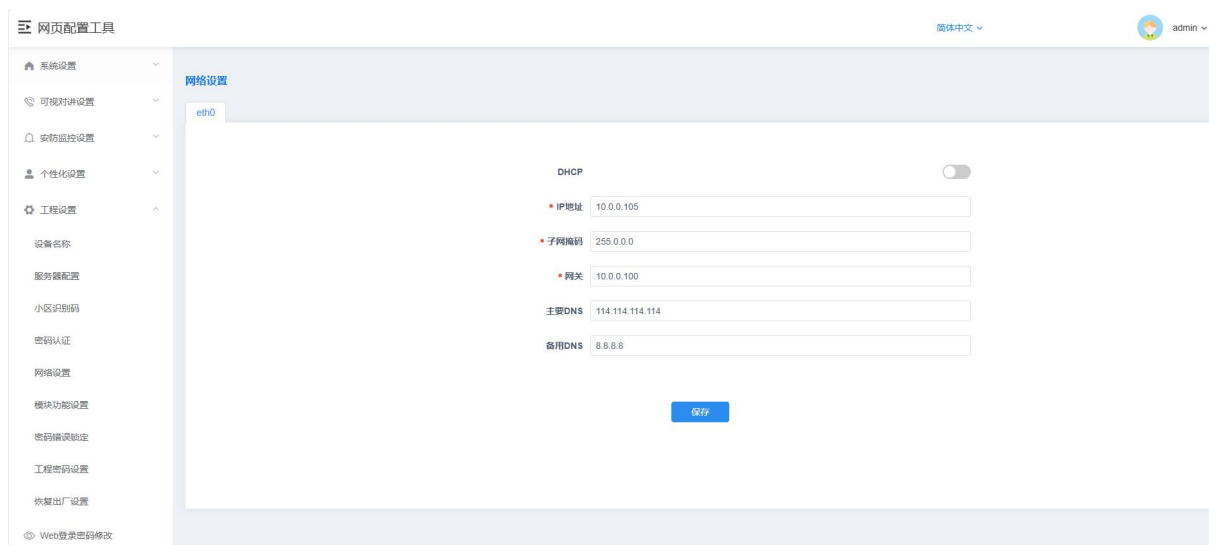 网页配置工具
简体中文
admin
系统设置
可视对讲设置
安防监控设置
个性化设置
工程设置
设备名称
服务器配置
小区识别码
密码认证
网络设置
模块功能设置
密码错误锁定
工程密码设置
恢复出厂设置
Web登录密码修改
网络设置
eth0
DHCP
* IP地址 10.0.0.105
* 子网掩码 255.0.0.0
* 网关 10.0.0.100
主要DNS 114.114.114.114
备用DNS 8.8.8.8
保存